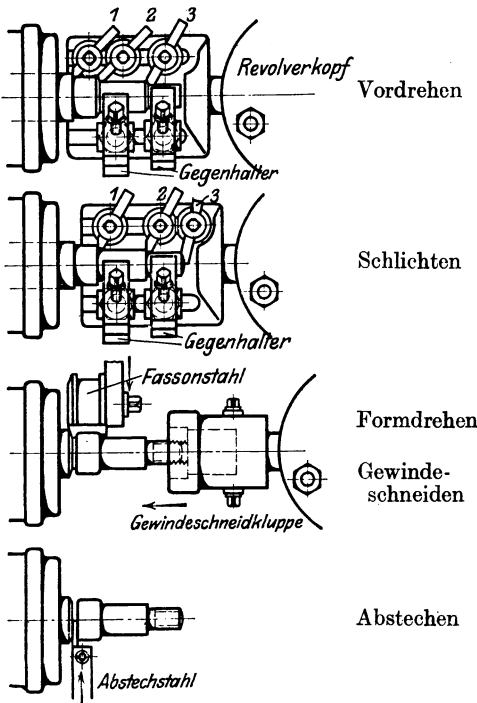 1 2 3
Revolverkopf
Vordrehen
Gegenhalter
1 2 3
Schlichten
Gegenhalter
Fassonstahl
Formdrehen
Gewinde-
schneiden
Gewindeschneidkluppe
Abstechen
Abstechstahl